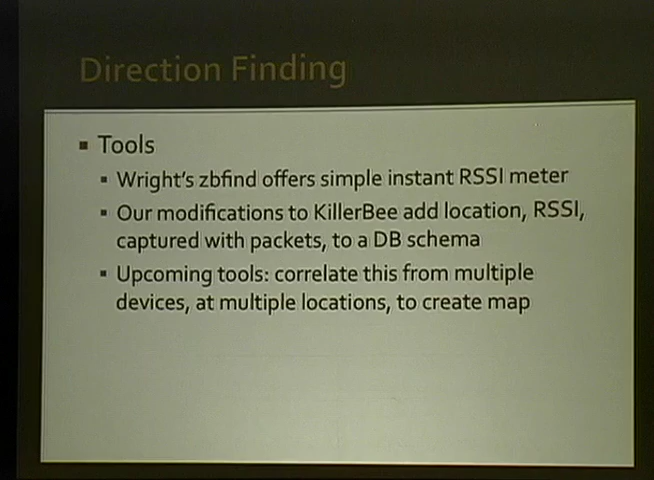 Direction Finding
▪ Tools
▪ Wright's zbfind offers simple instant RSSI meter
▪ Our modifications to KillerBee add location, RSSI,
captured with packets, to a DB schema
▪ Upcoming tools: correlate this from multiple
devices, at multiple locations, to create map